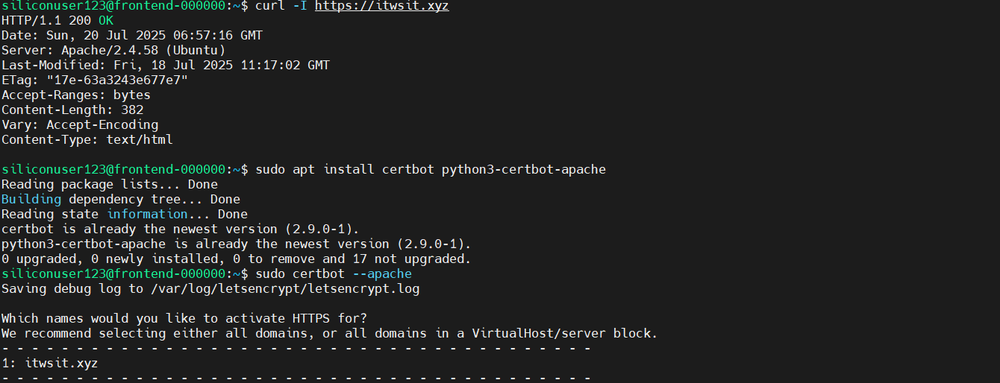 siliconuser123@frontend-000000:~$ curl -I https://itwsit.xyz
HTTP/1.1 200 OK
Date: Sun, 20 Jul 2025 06:57:16 GMT
Server: Apache/2.4.58 (Ubuntu)
Last-Modified: Fri, 18 Jul 2025 11:17:02 GMT
ETag: "17e-63a3243e677e7"
Accept-Ranges: bytes
Content-Length: 382
Vary: Accept-Encoding
Content-Type: text/html
siliconuser123@frontend-000000:~$ sudo apt install certbot python3-certbot-apache
Reading package lists... Done
Building dependency tree... Done
Reading state information... Done
certbot is already the newest version (2.9.0-1).
python3-certbot-apache is already the newest version (2.9.0-1).
0 upgraded, 0 newly installed, 0 to remove and 17 not upgraded.
siliconuser123@frontend-000000:~$ sudo certbot --apache
Saving debug log to /var/log/letsencrypt/letsencrypt.log
Which names would you like to activate HTTPS for?
We recommend selecting either all domains, or all domains in a VirtualHost/server block.
- - - - - - - - - - - - - - - - - - - - - - - - - - - - - - - - - - - - - - - -
1: itwsit.xyz
- - - - - - - - - - - - - - - - - - - - - - - - - - - - - - - - - - - - - - - -